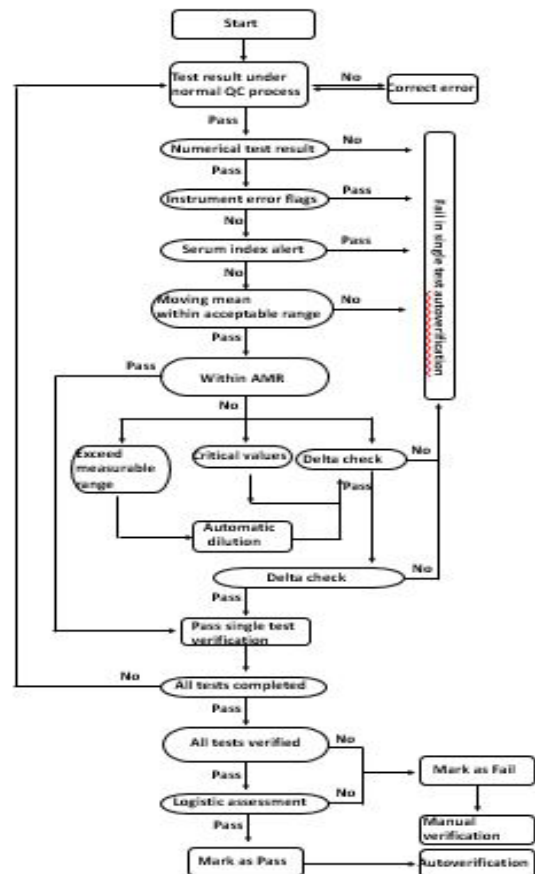 Start
Test result under
normal QC process
No
Correct error
Pass
Numerical test result
No
Pass
Instrument error flags
Pass
No
Serum index alert
Pass
No
Moving mean
within acceptable range
No
Pass
Fail in single test autoverification
Pass
Within AMR
No
Exceed
measurable
range
Critical values
Delta check
No
Pass
Automatic
dilution
Delta check
No
Pass
Pass single test
verification
No
All tests completed
Pass
All tests verified
No
Mark as Fail
Pass
Logistic assessment
No
Manual
verification
Pass
Mark as Pass
Autoverification